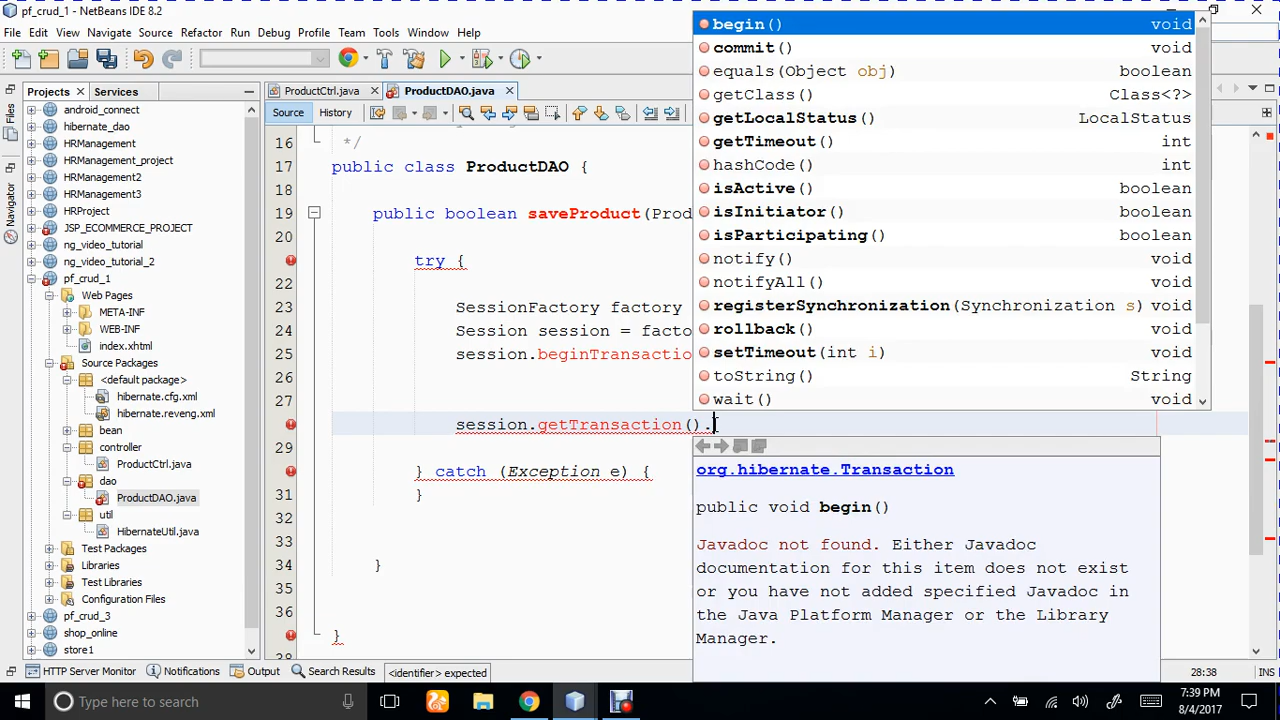 pf_crud_1 - NetBeans IDE 8.2
File Edit View Navigate Source Refactor Run Debug Profile Team Tools Window Help
Projects Services
Files
Navigator
android_connect
hibernate_dao
HRManagement
HRManagement_project
HRManagement2
HRManagement3
HRProject
JSP_ECOMMERCE_PROJECT
ng_video_tutorial
ng_video_tutorial_2
pf_crud_1
Web Pages
META-INF
WEB-INF
index.xhtml
Source Packages
<default package>
hibernate.cfg.xml
hibernate.reveng.xml
bean
controller
ProductCtrl.java
dao
ProductDAO.java
util
HibernateUtil.java
Test Packages
Libraries
Test Libraries
Configuration Files
pf_crud_3
shop_online
store1
ProductCtrl.java ProductDAO.java
Source History
16 */
17 public class ProductDAO {
18
19 public boolean saveProduct(Prod
20
try {
22
23 SessionFactory factory
24 Session session = facto
25 session.beginTransactio
26
27
session.getTransaction().
29
} catch (Exception e) {
31 }
32
33
34 }
35
36
}
38
begin() void
commit() void
equals(Object obj) boolean
getClass() Class<?>
getLocalStatus() LocalStatus
getTimeout() int
hashCode() int
isActive() boolean
isInitiator() boolean
isParticipating() boolean
notify() void
notifyAll() void
registerSynchronization(Synchronization s) void
rollback() void
setTimeout(int i) void
toString() String
wait() void
org.hibernate.Transaction
public void begin()
Javadoc not found. Either Javadoc
documentation for this item does not exist
or you have not added specified Javadoc in
the Java Platform Manager or the Library
Manager.
HTTP Server Monitor Notifications Output Search Results <identifier> expected 28:38 INS
Type here to search
7:39 PM
8/4/2017